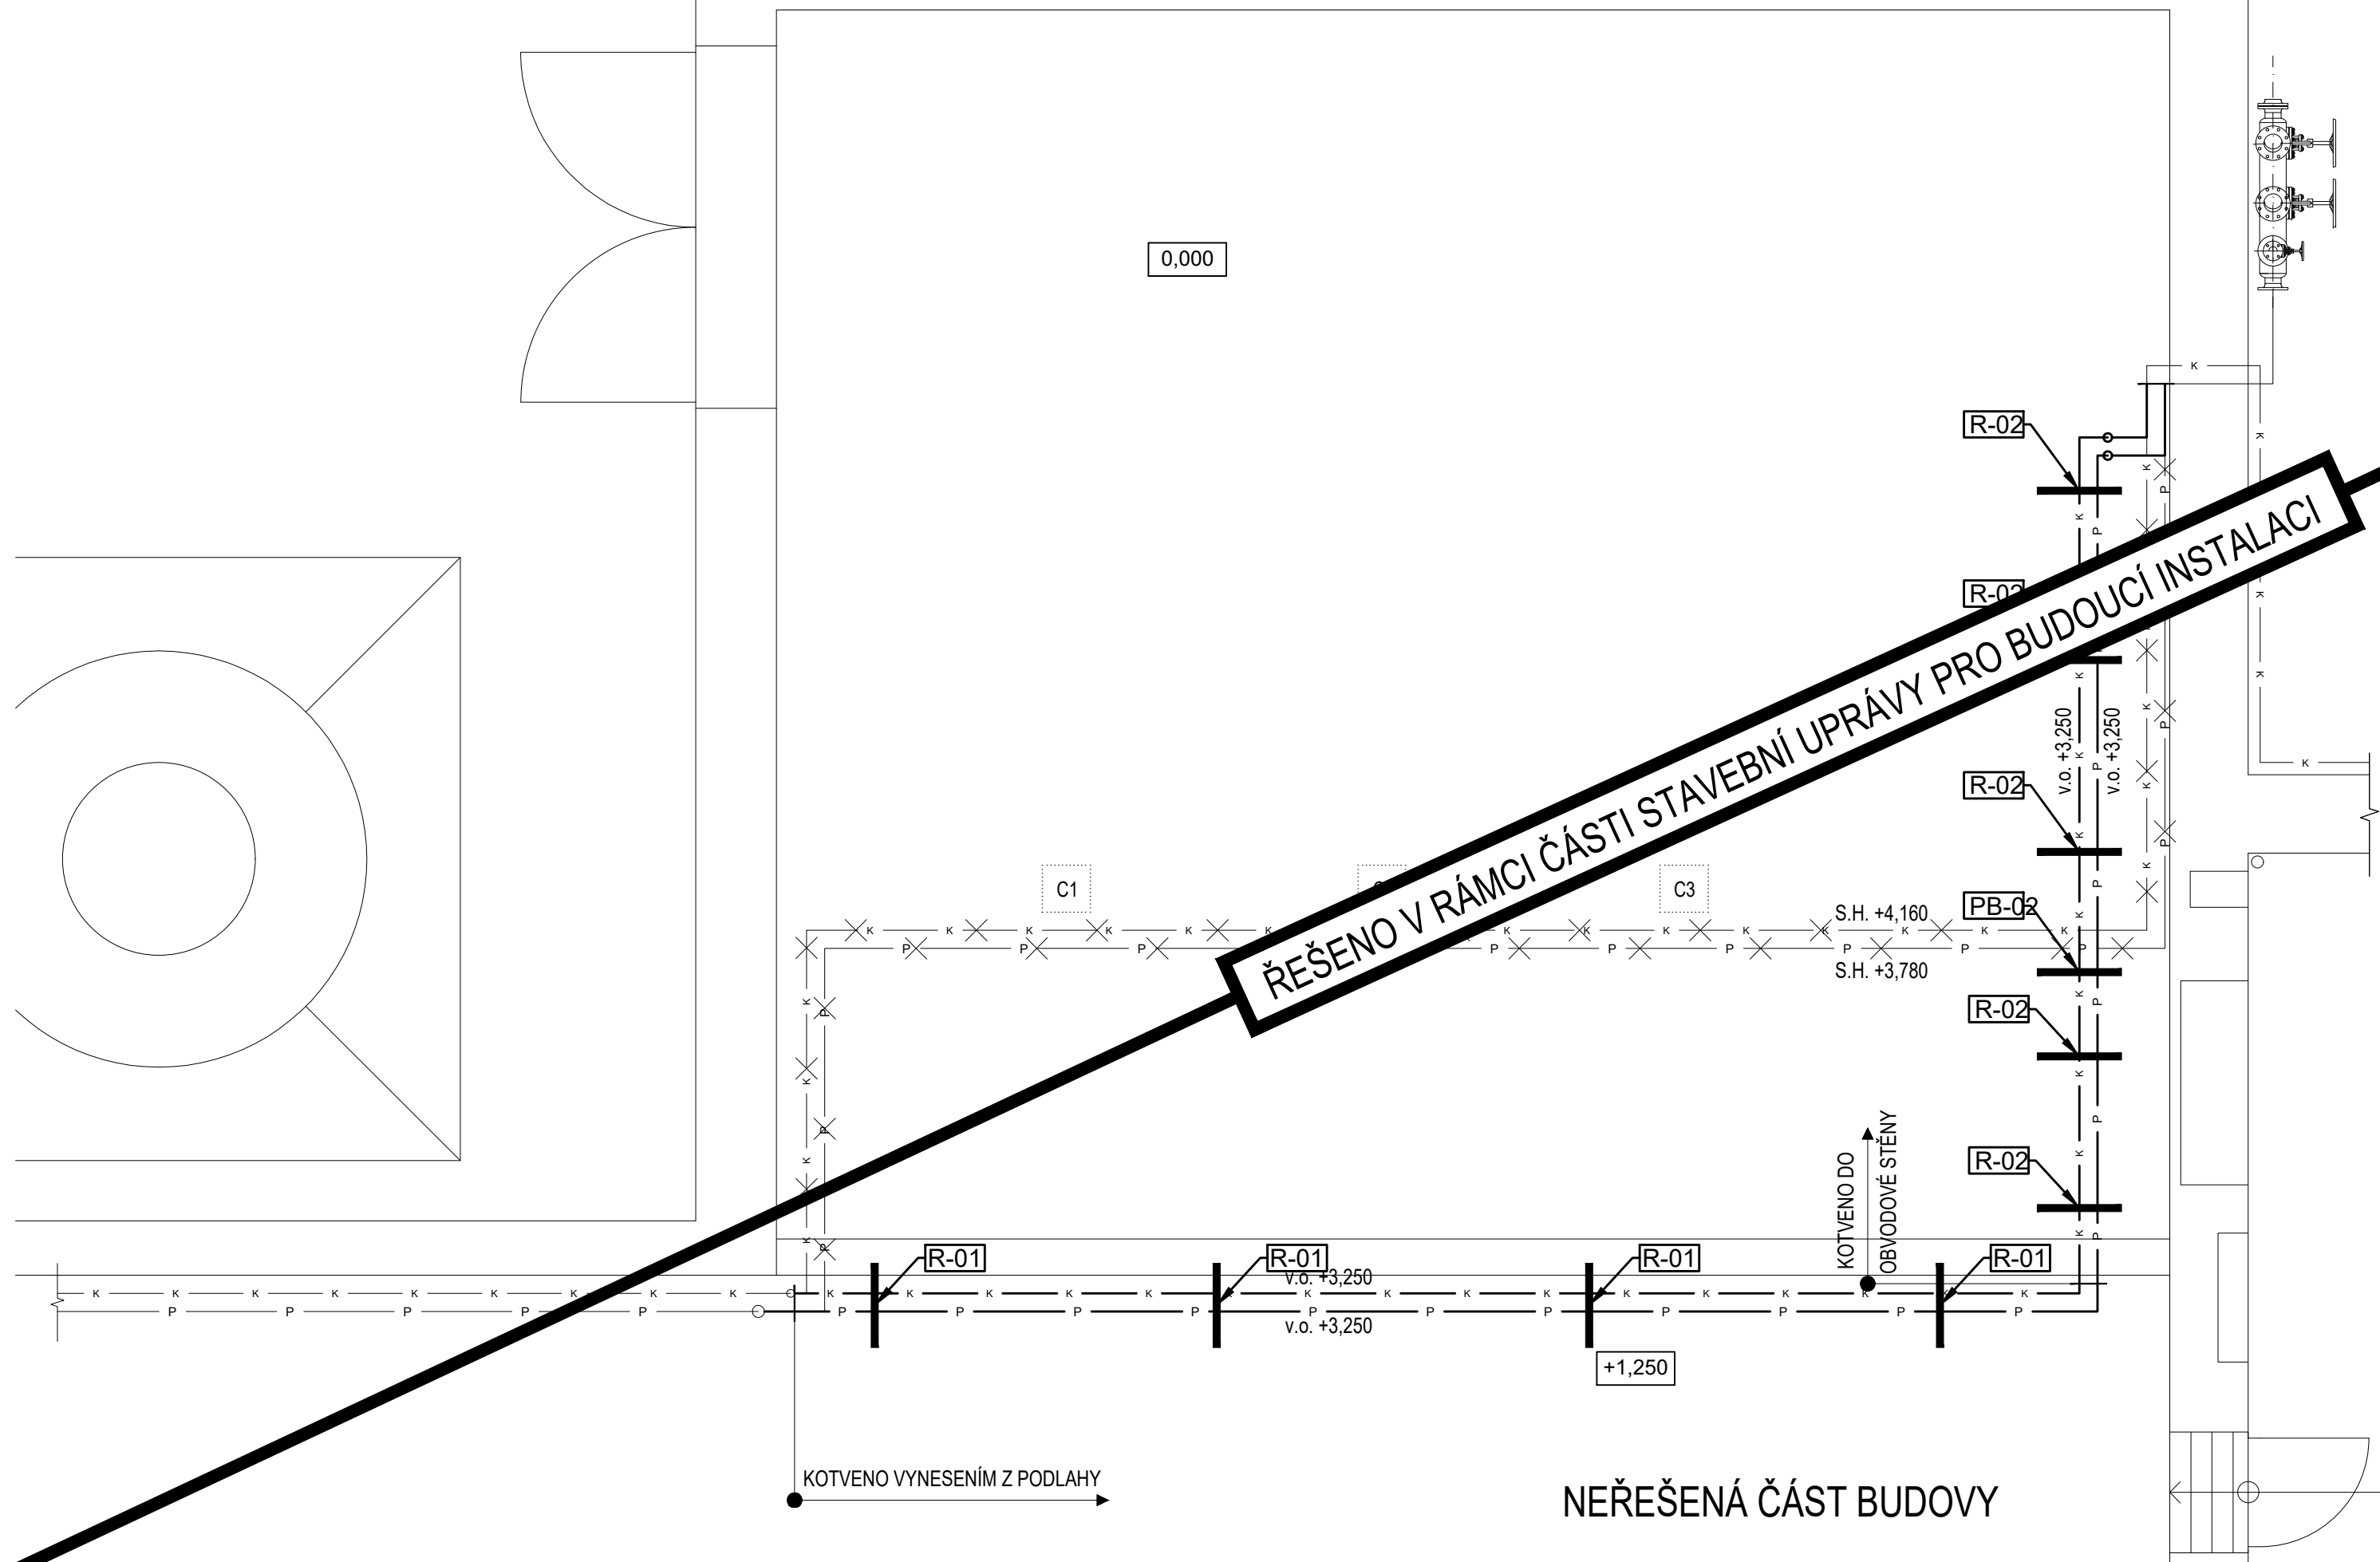 0,000
R-02
R-02
v.o. +3,250
v.o. +3,250
R-02
ŘEŠENO V RÁMCI ČÁSTI STAVEBNÍ UPRÁVY PRO BUDOUCÍ INSTALACI
C1
C3
S.H. +4,160
PB-02
S.H. +3,780
R-02
KOTVENO DO
OBVODOVÉ STĚNY
R-02
R-01
R-01
R-01
R-01
v.o. +3,250
v.o. +3,250
+1,250
KOTVENO VYNESENÍM Z PODLAHY
NEŘEŠENÁ ČÁST BUDOVY